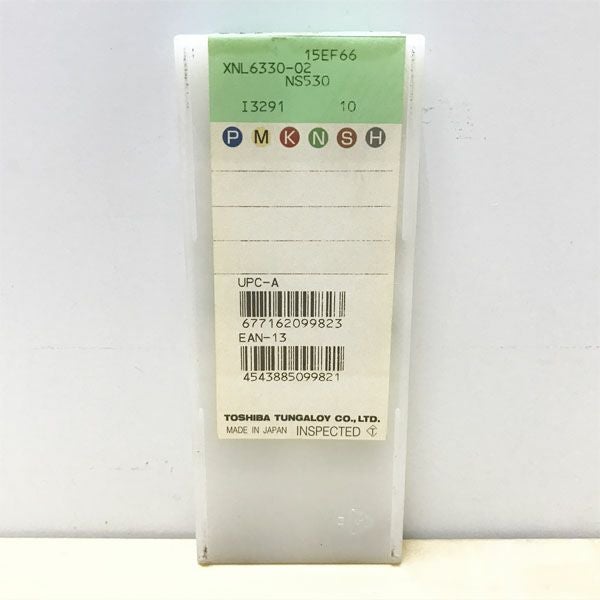 15EF66
XNL6330-02
NS530
I3291 10
P M K N S H
UPC-A
677162099823
EAN-13
4543885099821
TOSHIBA TUNGALOY CO.,LTD.
MADE IN JAPAN INSPECTED T